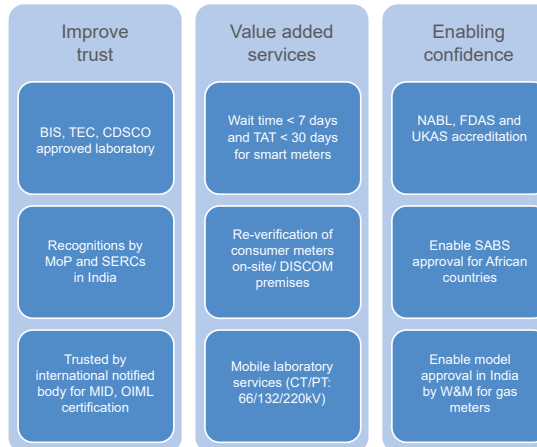 Improve
trust
BIS, TEC, CDSCO
approved laboratory
Recognitions by
MoP and SERCs
in India
Trusted by
international notified
body for MID, OIML
certification
Value added
services
Wait time < 7 days
and TAT < 30 days
for smart meters
Re-verification of
consumer meters
on-site/ DISCOM
premises
Mobile laboratory
services (CT/PT:
66/132/220kV)
Enabling
confidence
NABL, FDAS and
UKAS accreditation
Enable SABS
approval for African
countries
Enable model
approval in India
by W&M for gas
meters